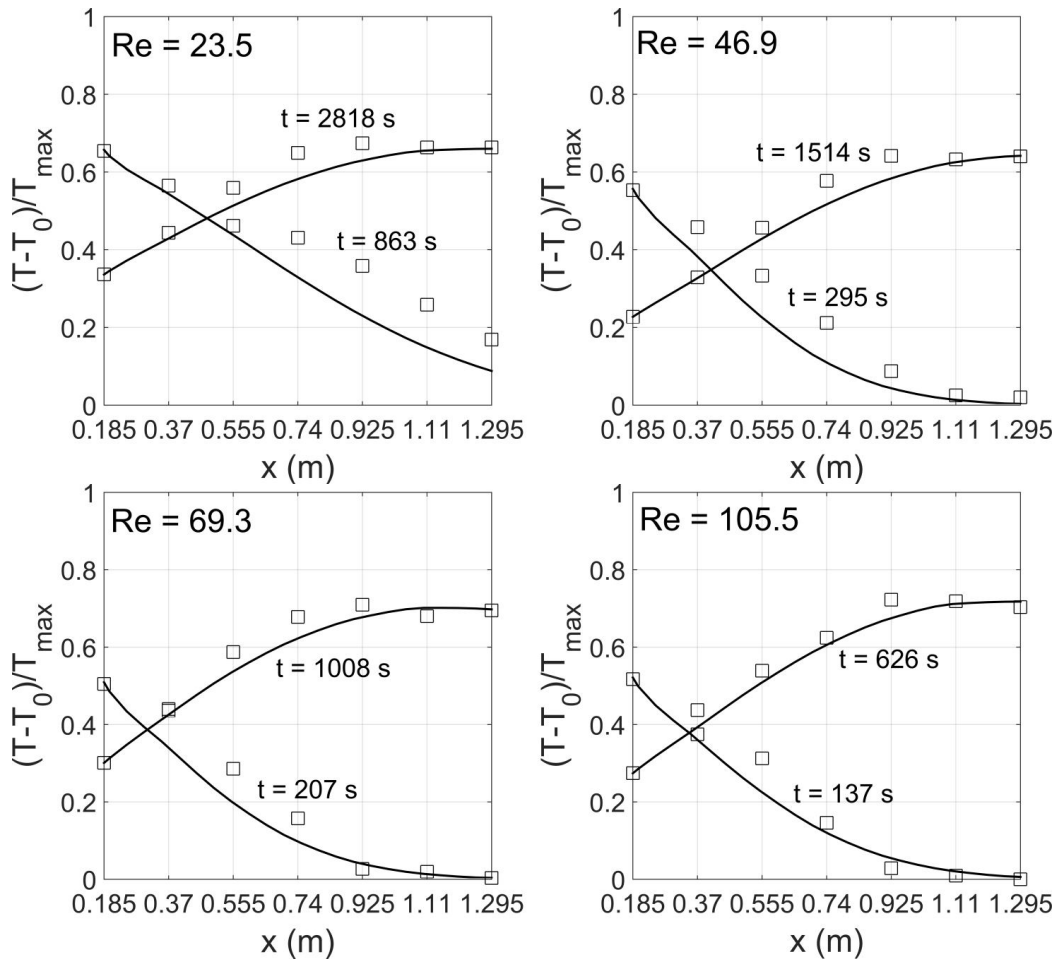 Re = 23.5
1
0.8
0.6
0.4
0.2
0
(T-T0)/Tmax
t = 2818 s
t = 863 s
0.185 0.37 0.555 0.74 0.925 1.11 1.295
x (m)
Re = 46.9
1
0.8
0.6
0.4
0.2
0
(T-T0)/Tmax
t = 1514 s
t = 295 s
0.185 0.37 0.555 0.74 0.925 1.11 1.295
x (m)
Re = 69.3
1
0.8
0.6
0.4
0.2
0
(T-T0)/Tmax
t = 1008 s
t = 207 s
0.185 0.37 0.555 0.74 0.925 1.11 1.295
x (m)
Re = 105.5
1
0.8
0.6
0.4
0.2
0
(T-T0)/Tmax
t = 626 s
t = 137 s
0.185 0.37 0.555 0.74 0.925 1.11 1.295
x (m)